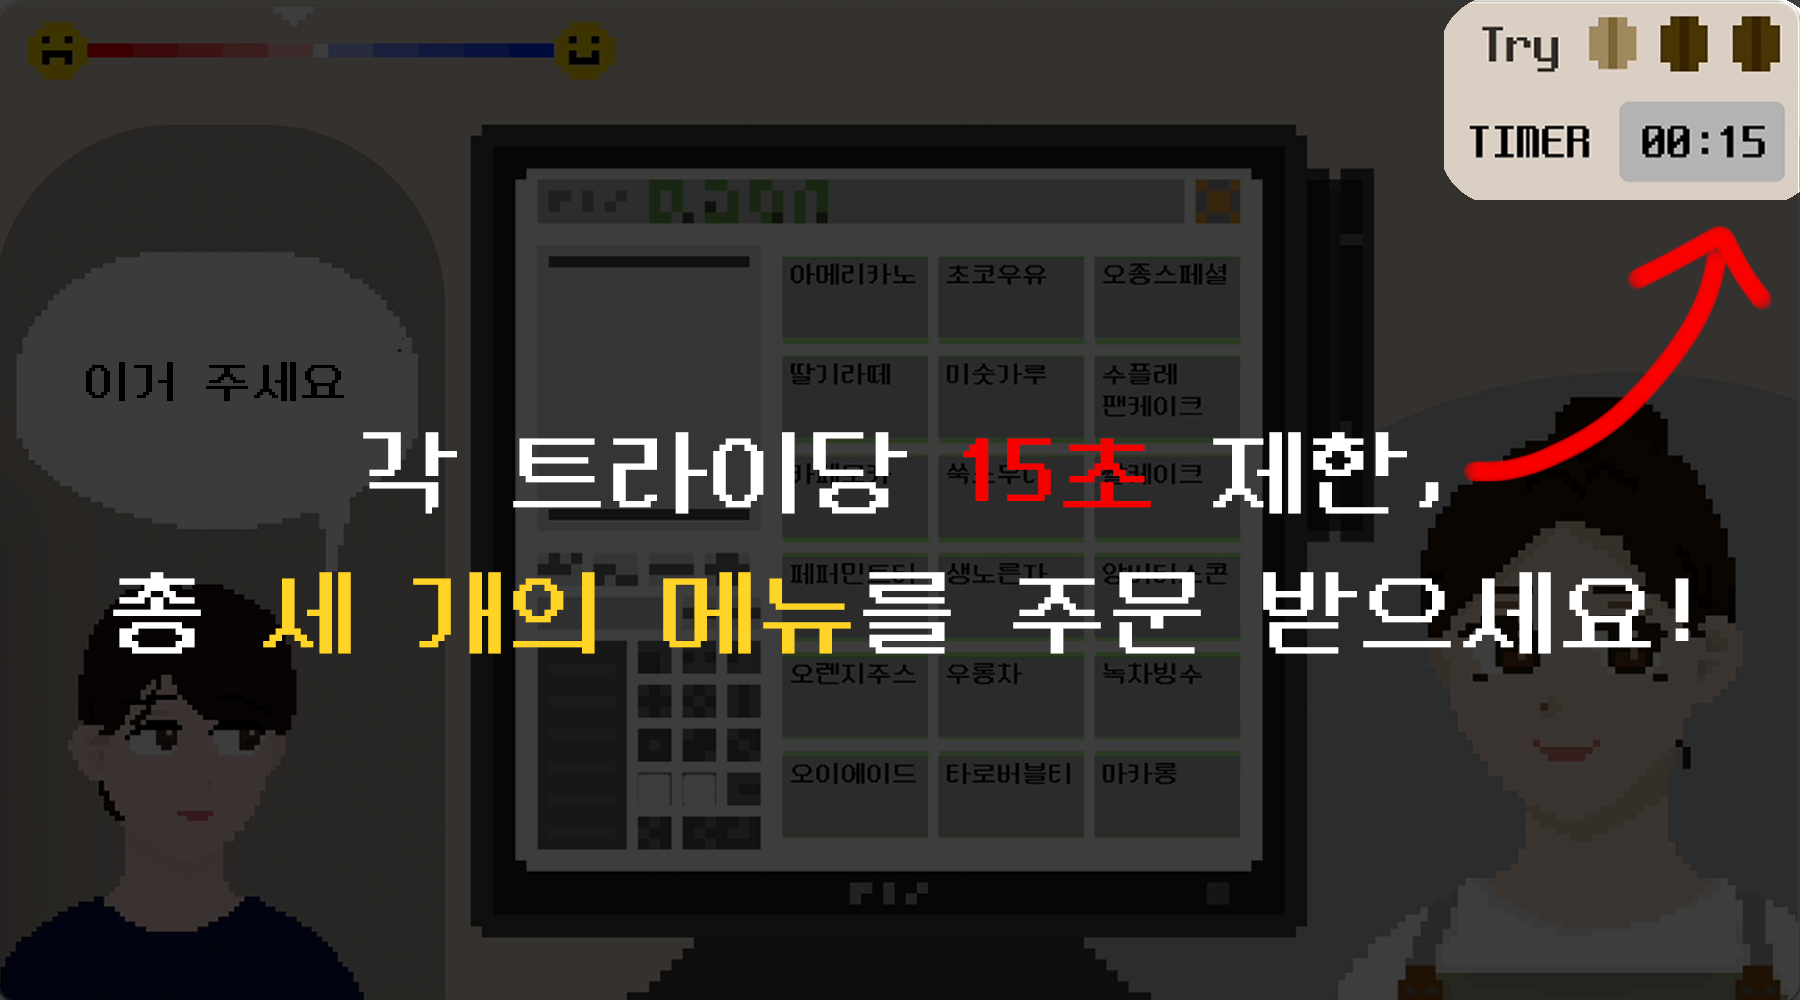 Try
TIMER 00:15
아메리카노 초코우유 오종스페셜
딸기라떼 미숫가루 수플레
팬케이크
이거 주세요
각 트라이당 15초 제한,
총 세 개의 메뉴를 주문 받으세요!
오렌지주스 우롱차 녹차빙수
오이에이드 타로버블티 마카롱